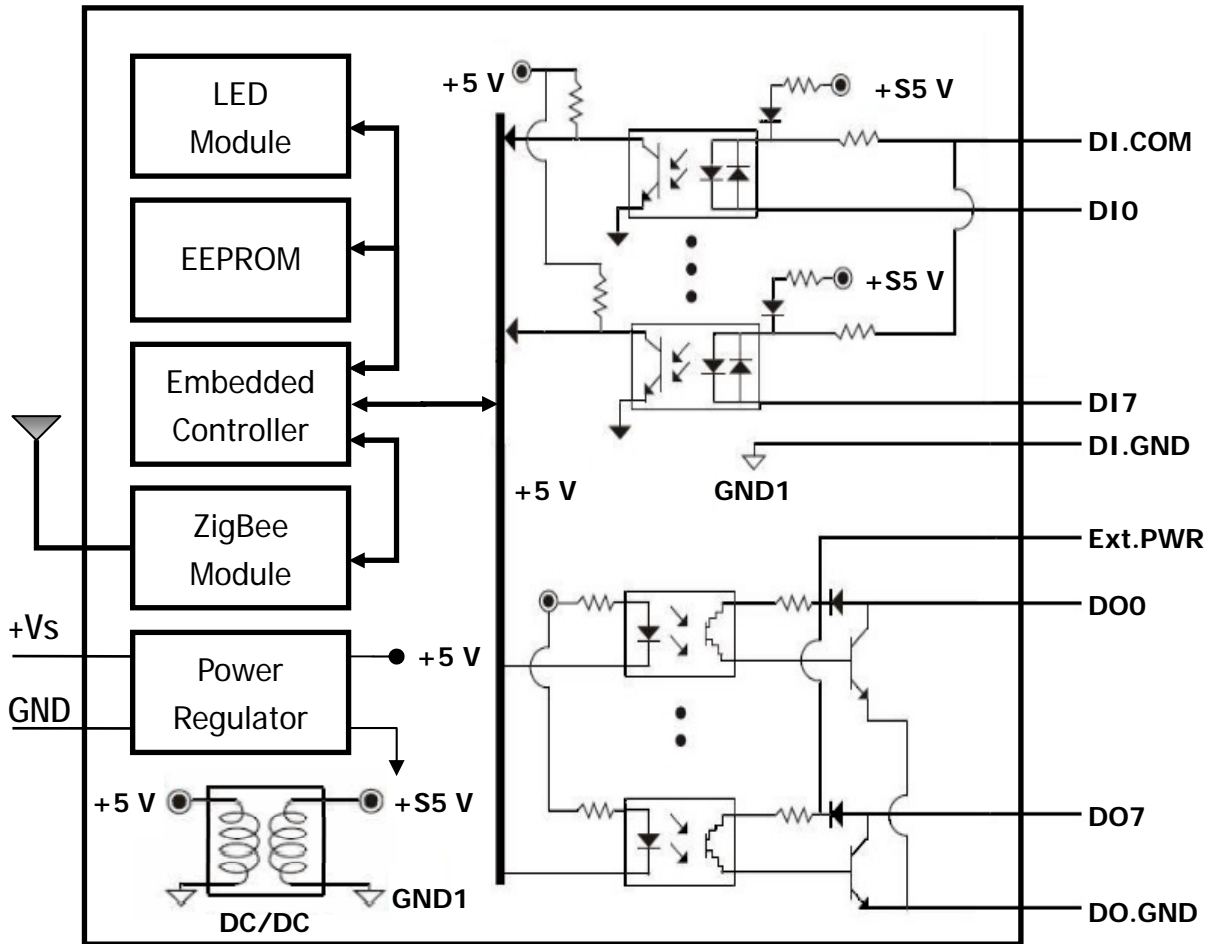 LED
Module
EEPROM
Embedded
Controller
ZigBee
Module
+Vs
GND
Power
Regulator
+5 V
+5 V
+S5 V
GND1
DC/DC
+5 V
+S5 V
DI.COM
DI0
+S5 V
DI7
DI.GND
GND1
+5 V
Ext.PWR
DO0
DO7
DO.GND